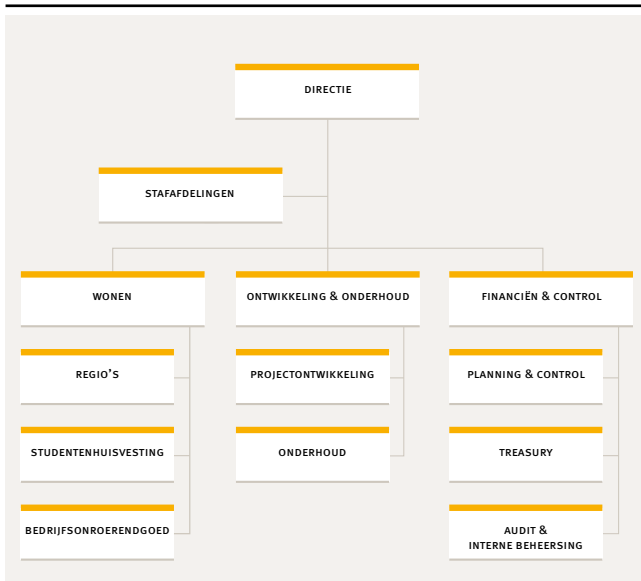 DIRECTIE
STAFAFDELINGEN
WONEN
ONTWIKKELING & ONDERHOUD
FINANCIËN & CONTROL
REGIO'S
PROJECTONTWIKKELING
PLANNING & CONTROL
STUDENTENHUISVESTING
ONDERHOUD
TREASURY
BEDRIJFSONROERENDGOED
AUDIT &
INTERNE BEHEERSING